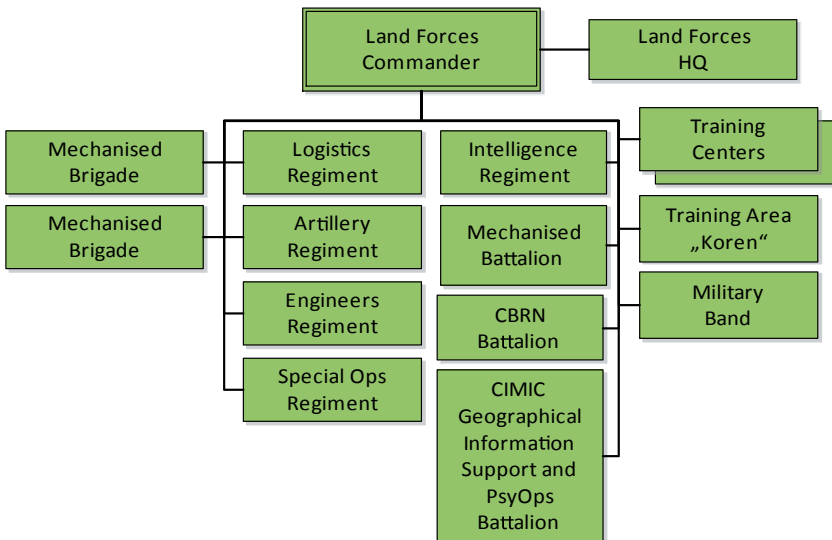 Land Forces
Commander
Land Forces
HQ
Mechanised
Brigade
Logistics
Regiment
Intelligence
Regiment
Training
Centers
Mechanised
Brigade
Artillery
Regiment
Mechanised
Battalion
Training Area
„Koren“
Engineers
Regiment
CBRN
Battalion
Military
Band
Special Ops
Regiment
CIMIC
Geographical
Information
Support and
PsyOps
Battalion